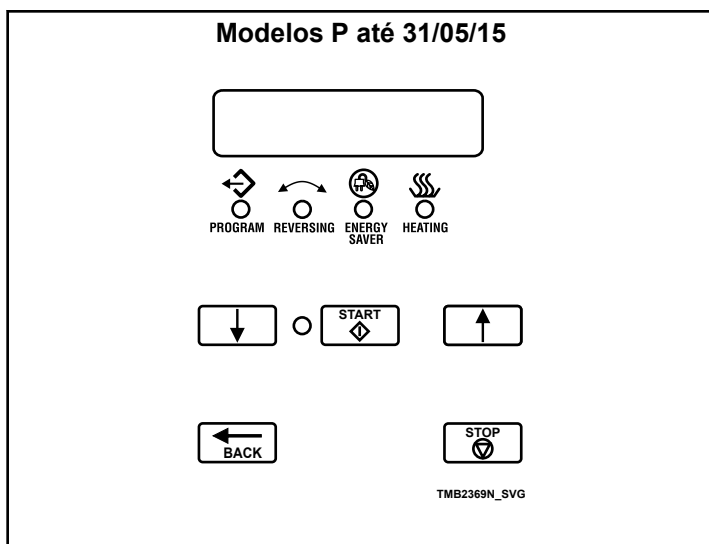 Modelos P até 31/05/15
PROGRAM REVERSING ENERGY SAVER HEATING
START
BACK
STOP
TMB2369N_SVG